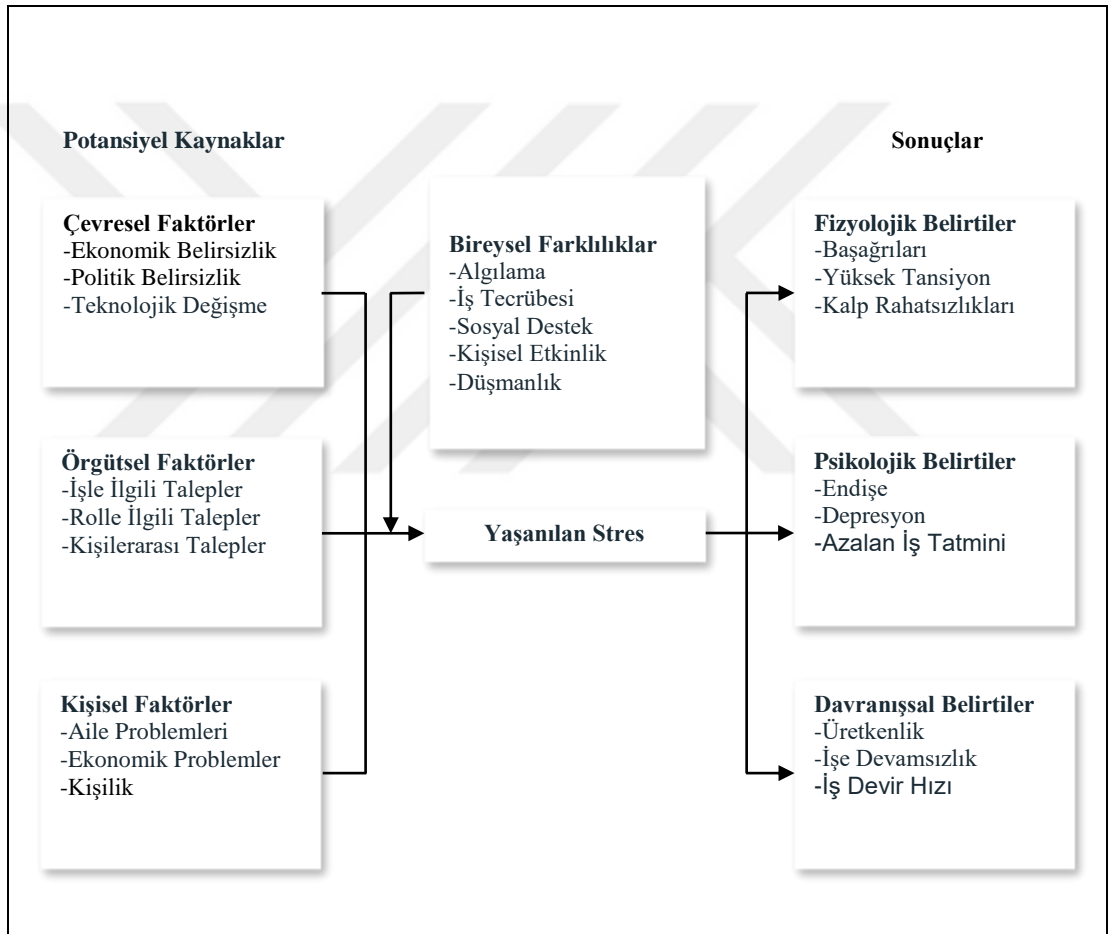 Potansiyel Kaynaklar
Sonuçlar
Çevresel Faktörler
-Ekonomik Belirsizlik
-Politik Belirsizlik
-Teknolojik Değişme
Bireysel Farklılıklar
-Algılama
-İş Tecrübesi
-Sosyal Destek
-Kişisel Etkinlik
-Düşmanlık
Fizyolojik Belirtiler
-Başağrıları
-Yüksek Tansiyon
-Kalp Rahatsızlıkları
Örgütsel Faktörler
-İşle İlgili Talepler
-Rolle İlgili Talepler
-Kişilerarası Talepler
Yaşanılan Stres
Psikolojik Belirtiler
-Endişe
-Depresyon
-Azalan İş Tatmini
Kişisel Faktörler
-Aile Problemleri
-Ekonomik Problemler
-Kişilik
Davranışsal Belirtiler
-Üretkenlik
-İşe Devamsızlık
-İş Devir Hızı